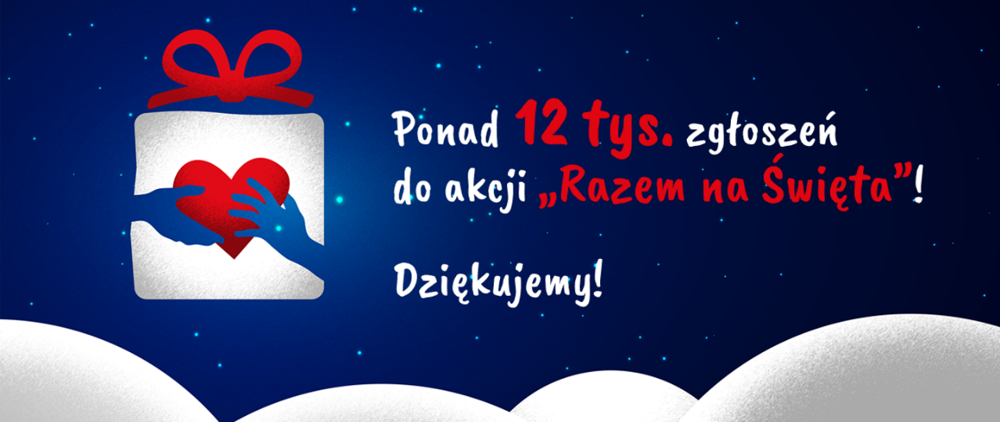 Ponad 12 tys. zgłoszeń
do akcji „Razem na Święta”!
Dziękujemy!